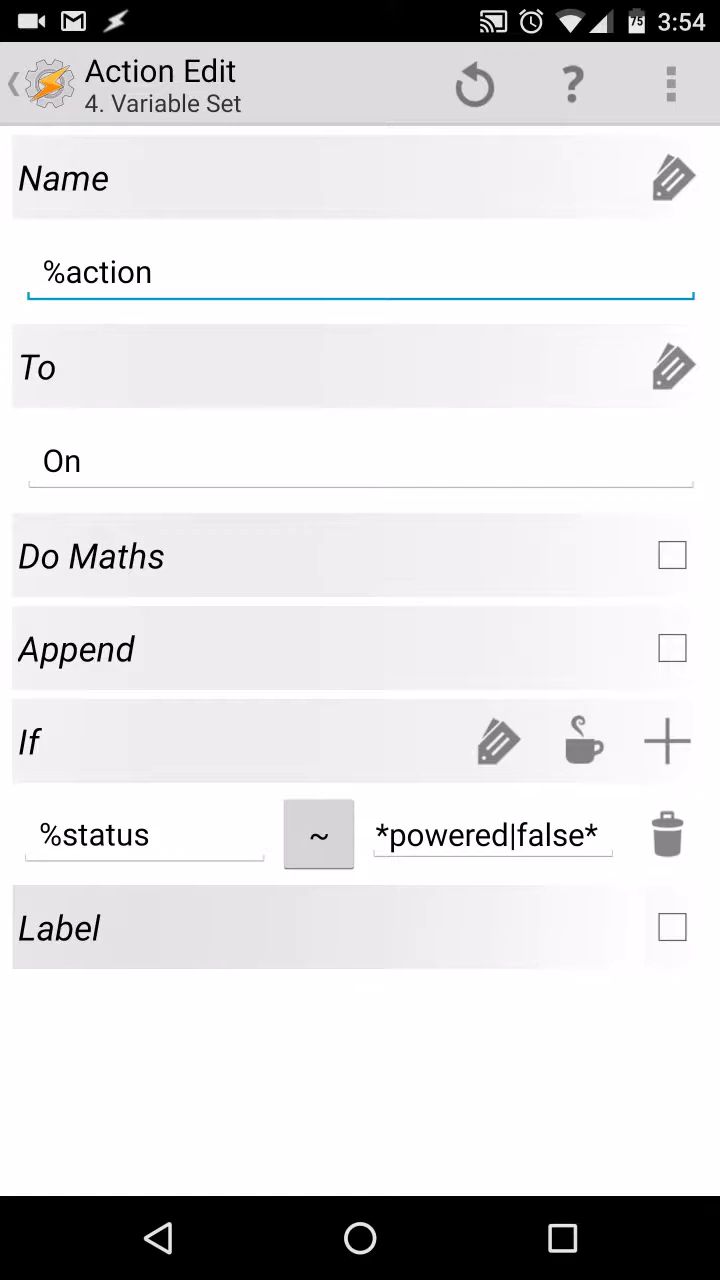 75 3:54
Action Edit
4. Variable Set
Name
%action
To
On
Do Maths
Append
If
%status ~ *powered|false*
Label